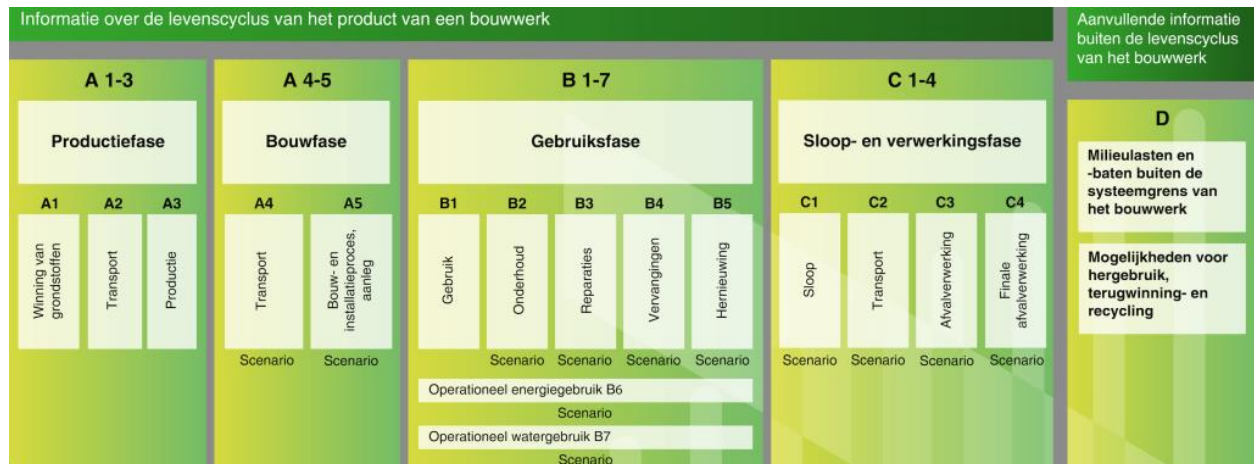 Informatie over de levenscyclus van het product van een bouwwerk
Aanvullende informatie
buiten de levenscyclus
van het bouwwerk
A 1-3
Productiefase
A1
A2
A3
Winning van
grondstoffen
Transport
Productie
A 4-5
Bouwfase
A4
A5
Transport
Bouw- en
installatieproces,
aanleg
Scenario
Scenario
B 1-7
Gebruiksfase
B1
B2
B3
B4
B5
Gebruik
Onderhoud
Reparaties
Vervangingen
Hernieuwing
Scenario
Scenario
Scenario
Scenario
Operationeel energiegebruik B6
Scenario
Operationeel watergebruik B7
Scenario
C 1-4
Sloop- en verwerkingsfase
C1
C2
C3
C4
Sloop
Transport
Afvalverwerking
Finale
afvalverwerking
Scenario
Scenario
Scenario
Scenario
D
Milieulasten en
-baten buiten de
systeemgrens van
het bouwwerk
Mogelijkheden voor
hergebruik,
terugwinning- en
recycling